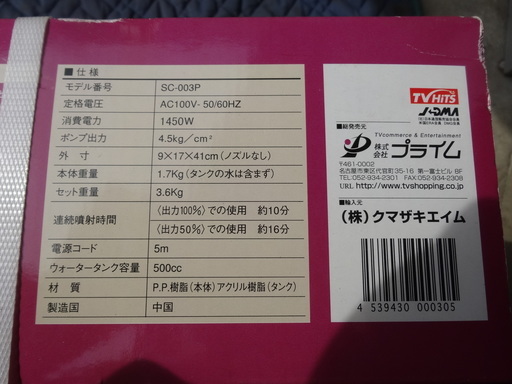 ■仕様
モデル番号 SC-003P
定格電圧 AC100V- 50/60HZ
消費電力 1450W
ポンプ出力 4.5kg/cm²
外寸 9×17×41cm(ノズルなし)
本体重量 1.7Kg(タンクの水は含まず)
セット重量 3.6Kg
連続噴射時間 (出力100%)での使用 約10分
(出力50%)での使用 約16分
電源コード 5m
ウォータータンク容量 500cc
材質 P.P.樹脂(本体)アクリル樹脂(タンク)
製造国 中国
TV HITS
JADMA
■総発売元
TVcommerce & Entertainment
株式会社 プライム
〒461-0002
名古屋市東区代官町35-16 第一富士ビル 8F
TEL.052-934-2301 FAX.052-934-2308
URL http://www.tvshopping.co.jp
■輸入元
(株)クマザキエイム
4 539430 000305